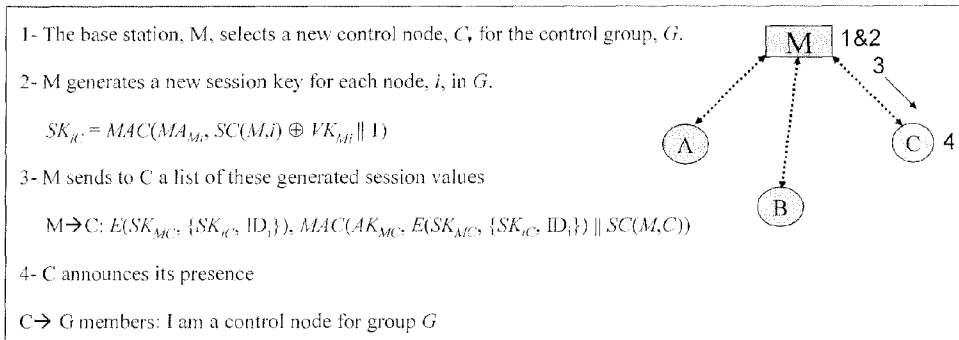 1- The base station, M, selects a new control node, C, for the control group, G.
2- M generates a new session key for each node, i, in G.
SK_iC = MAC(MA_Mi, SC(M,i) ⊕ VK_Mi || 1)
3- M sends to C a list of these generated session values
M→C: E(SK_MC, {SK_iC, ID_i}), MAC(AK_MC, E(SK_MC, {SK_iC, ID_i}) || SC(M,C))
4- C announces its presence
C→ G members: I am a control node for group G
M
1&2
3
A
C
4
B